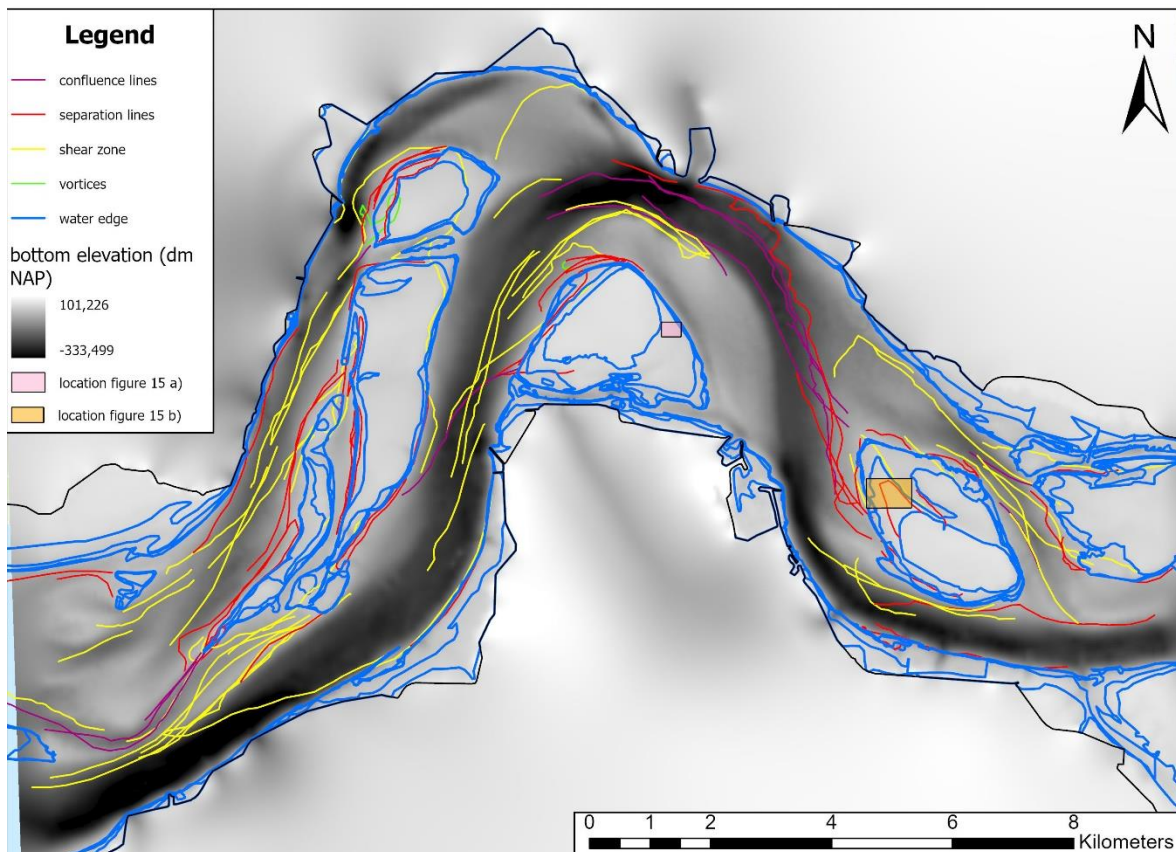 Legend
confluence lines
separation lines
shear zone
vortices
water edge
bottom elevation (dm
NAP)
101,226
-333,499
location figure 15 a)
location figure 15 b)
N
0 1 2 4 6 8
Kilometers